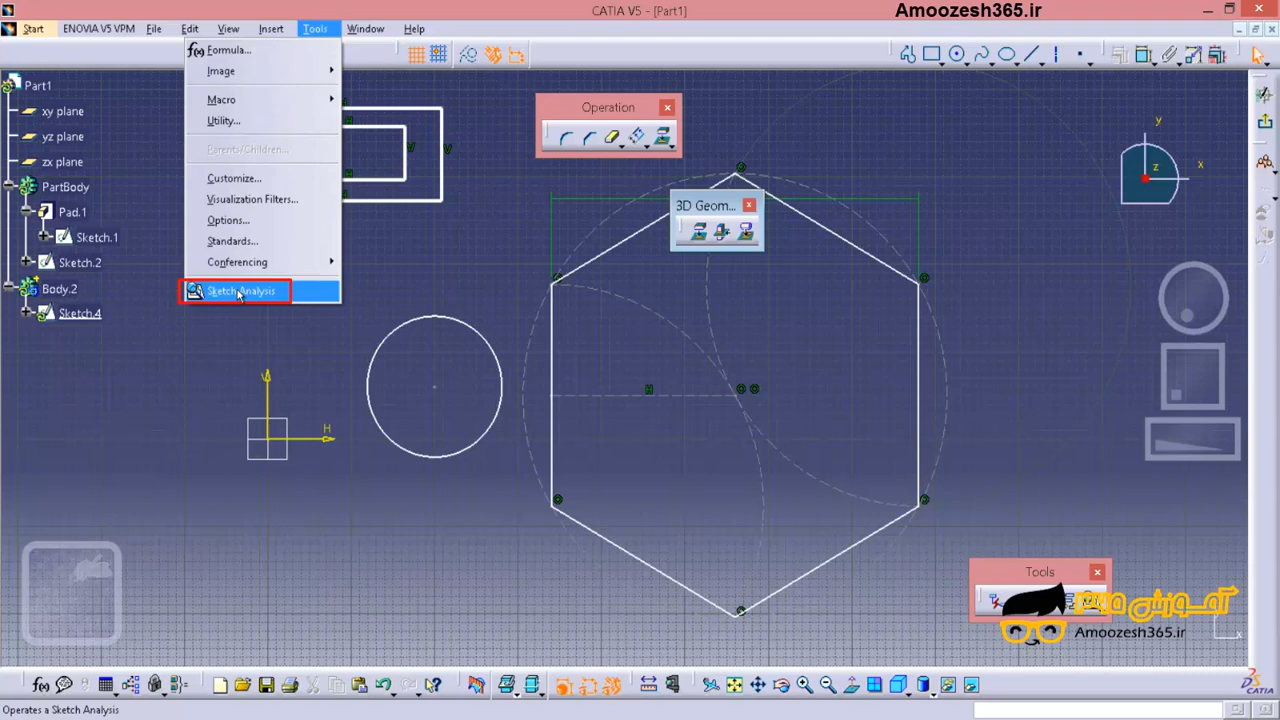 CATIA V5 - [Part1]
Amoozesh365.ir
Start
ENOVIA V5 VPM
File
Edit
View
Insert
Tools
Window
Help
Formula...
Image
Macro
Utility...
Parents/Children...
Customize...
Visualization Filters...
Options...
Standards...
Conferencing
Sketch Analysis
Part1
xy plane
yz plane
zx plane
PartBody
Pad.1
Sketch.1
Sketch.2
Body.2
Sketch.4
Operation
3D Geom...
y
x
z
H
V
V
H
H
H
V
H
Tools
Amoozesh365.ir
x
f(x)
CATIA
Operates a Sketch Analysis